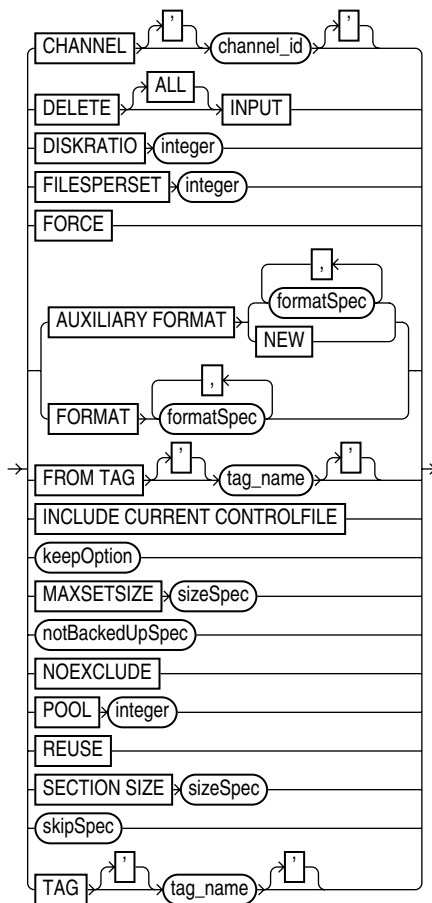 CHANNEL ' channel_id '
DELETE ALL INPUT
DISKRATIO integer
FILESPERSET integer
FORCE
,
formatSpec
AUXILIARY FORMAT
NEW
,
FORMAT formatSpec
FROM TAG ' tag_name '
INCLUDE CURRENT CONTROLFILE
keepOption
MAXSETSIZE sizeSpec
notBackedUpSpec
NOEXCLUDE
POOL integer
REUSE
SECTION SIZE sizeSpec
skipSpec
TAG ' tag_name '